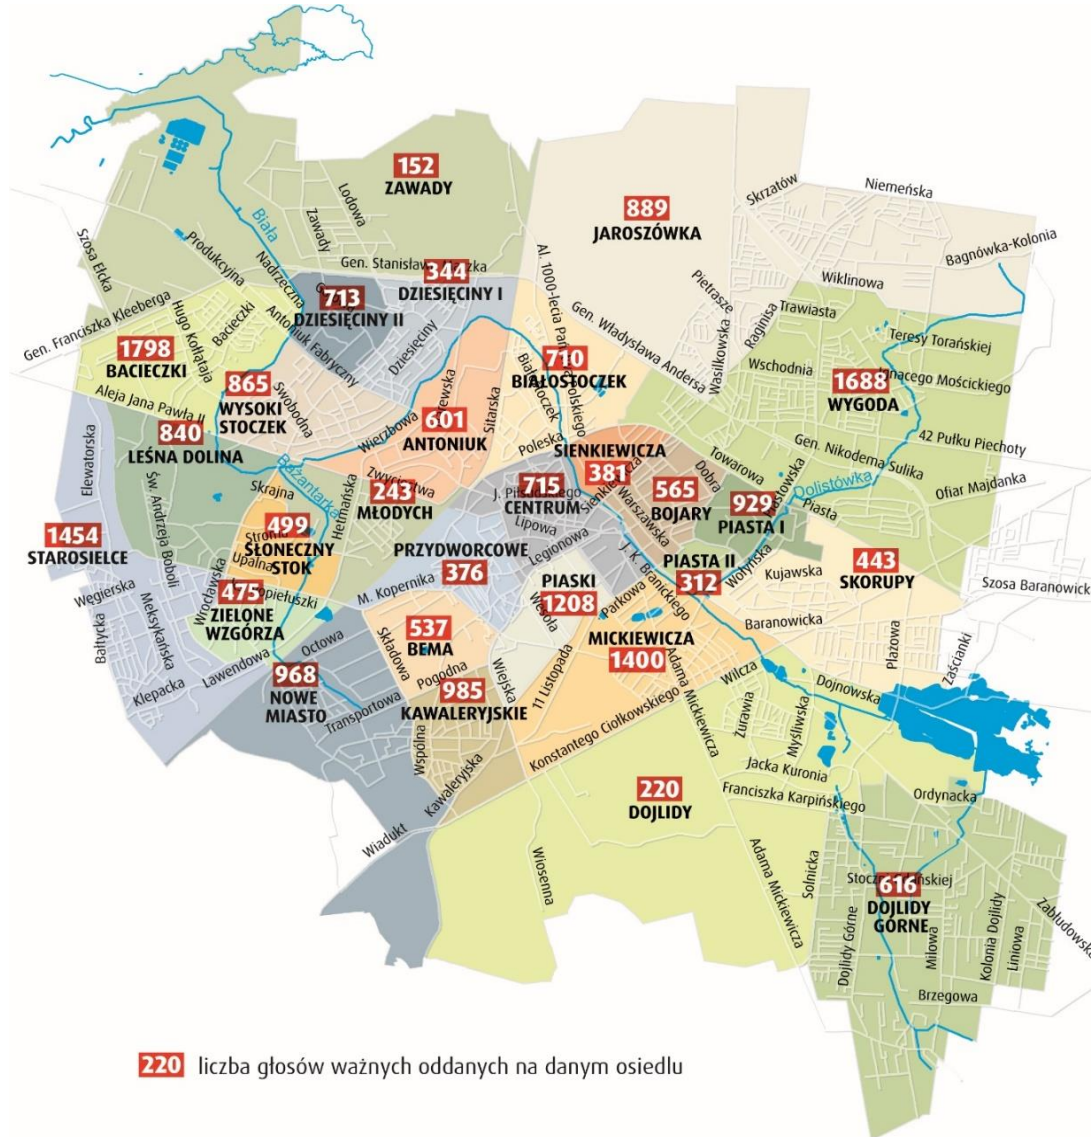 152
ZAWADY
889
JAROSZÓWKA
Skrzatów
Niemeńska
Bagnówka-Kolonia
Wiklinowa
Szosa Ełcka
Biała
Lodowa
Zawady
Produkcyjna
Nadrzeczna
Gen. Stanisława
344
DZIESIĘCINY I
713
DZIESIĘCINY II
Dziesięciny
Al. 1000-lecia
Pietrasze
Raginisa
Trawiasta
Teresy Torańskiej
Gen. Franciszka Kleeberga
Hugo Kołłątaja
Bacieczki
Antoniuk Fabryczny
Gen. Władysława Andersa
Wasilkowska
Wschodnia
1798
BACIECZKI
Aleja Jana Pawła II
865
WYSOKI
STOCZEK
Swobodna
Wierzbowa
601
ANTONIUK
Sitarska
710
BIAŁOSTOCZEK
Białostoczek
Poleska
1688
WYGODA
Ignacego Mościckiego
42 Pułku Piechoty
Gen. Nikodema Sulika
Ofiar Majdanka
840
LEŚNA DOLINA
Elewatorska
Św. Andrzeja Boboli
Bażantarka
Skrajna
Hetmańska
243
MŁODYCH
715
CENTRUM
Lipowa
Legionowa
SIENKIEWICZA
381
Warszawska
565
BOJARY
Dobra
Towarowa
929
PIASTA I
Piastowska
Dolistówka
Piasta
1454
STAROSIELCE
499
SŁONECZNY
STOK
Upalna
PRZYDWORCOWE
376
M. Kopernika
J. K. Branickiego
PIASTA II
312
Wołyńska
443
SKORUPY
Kujawska
Baranowicka
Szosa Baranowick
Węgierska
Bałtycka
Meksykańska
Wrocławska
475
ZIELONE
WZGÓRZA
Klepacka
Lawendowa
Octowa
537
BEMA
Składowa
Pogodna
PIASKI
1208
Wesoła
Parkowa
MICKIEWICZA
1400
Plażowa
Zaścianki
968
NOWE
MIASTO
Transportowa
985
KAWALERYJSKIE
Wiejska
11 Listopada
Adama Mickiewicza
Wilcza
Dojnowska
Wspólna
Kawaleryjska
Konstantego Ciołkowskiego
Żurawia
Myśliwska
Jacka Kuronia
Franciszka Karpińskiego
Ordynacka
Wiadukt
220
DOJLIDY
Wiosenna
Adama Mickiewicza
Solnicka
616
DOJLIDY
GÓRNE
Dojlidy Górne
Miłowa
Kolonia Dojlidy
Liniowa
Zabłudowska
Brzegowa
220 liczba głosów ważnych oddanych na danym osiedlu